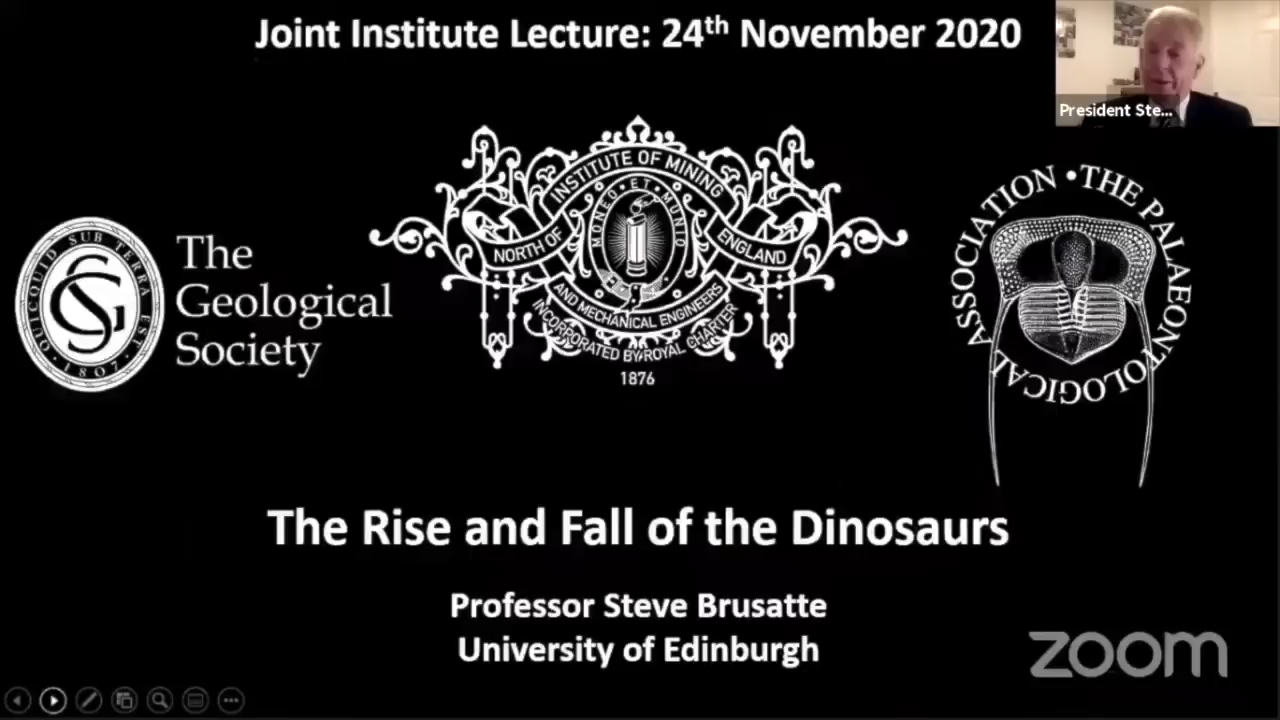 Joint Institute Lecture: 24th November 2020
President Ste...
QUICQUID SUB TERRA EST
1807
The
Geological
Society
INSTITUTE OF MINING
MONEO ET MUNIO
NORTH OF
ENGLAND
AND MECHANICAL ENGINEERS
INCORPORATED BY ROYAL CHARTER
1876
THE PALAEONTOLOGICAL ASSOCIATION
The Rise and Fall of the Dinosaurs
Professor Steve Brusatte
University of Edinburgh
zoom